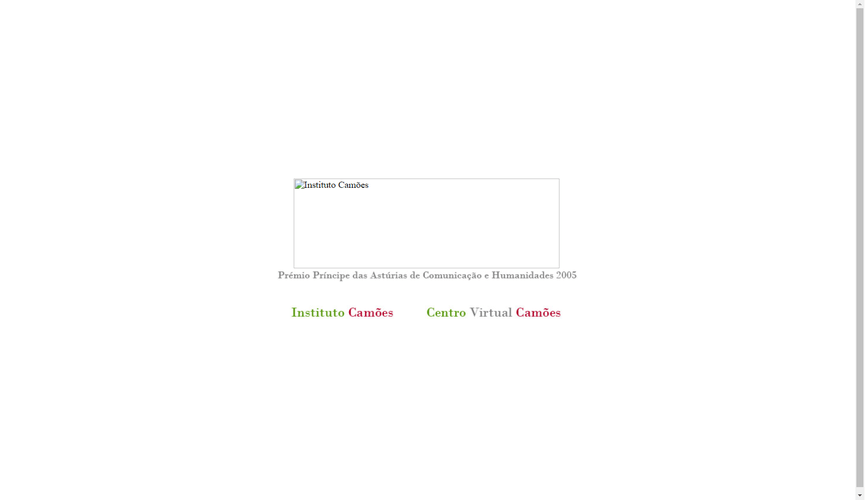 Instituto Camões
Prémio Príncipe das Astúrias de Comunicação e Humanidades 2005
Instituto Camões
Centro Virtual Camões